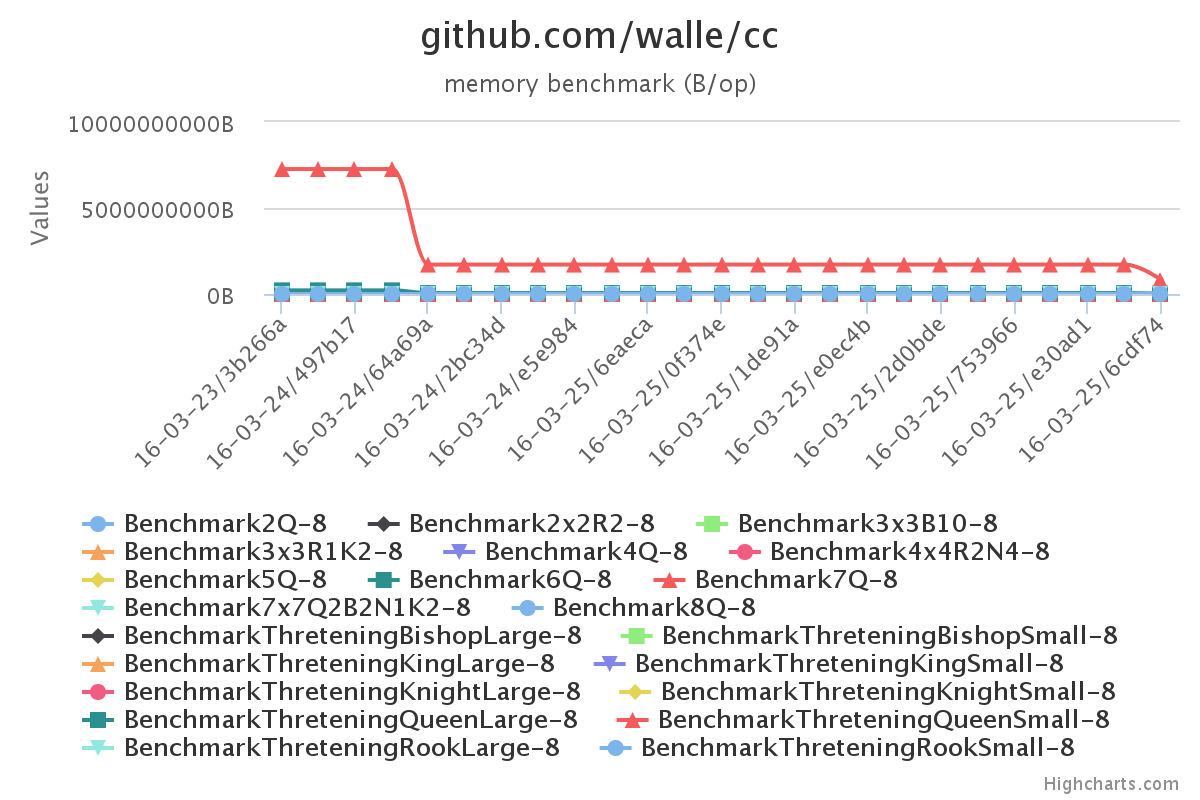 github.com/walle/cc
memory benchmark (B/op)
Values
10000000000B
5000000000B
0B
16-03-23/3b266a
16-03-24/497b17
16-03-24/64a69a
16-03-24/2bc34d
16-03-24/e5e984
16-03-25/6eaeca
16-03-25/0f374e
16-03-25/1de91a
16-03-25/e0ec4b
16-03-25/2d0bde
16-03-25/753966
16-03-25/e30ad1
16-03-25/6cdf74
Benchmark2Q-8 Benchmark2x2R2-8 Benchmark3x3B10-8
Benchmark3x3R1K2-8 Benchmark4Q-8 Benchmark4x4R2N4-8
Benchmark5Q-8 Benchmark6Q-8 Benchmark7Q-8
Benchmark7x7Q2B2N1K2-8 Benchmark8Q-8
BenchmarkThreteningBishopLarge-8 BenchmarkThreteningBishopSmall-8
BenchmarkThreteningKingLarge-8 BenchmarkThreteningKingSmall-8
BenchmarkThreteningKnightLarge-8 BenchmarkThreteningKnightSmall-8
BenchmarkThreteningQueenLarge-8 BenchmarkThreteningQueenSmall-8
BenchmarkThreteningRookLarge-8 BenchmarkThreteningRookSmall-8
Highcharts.com